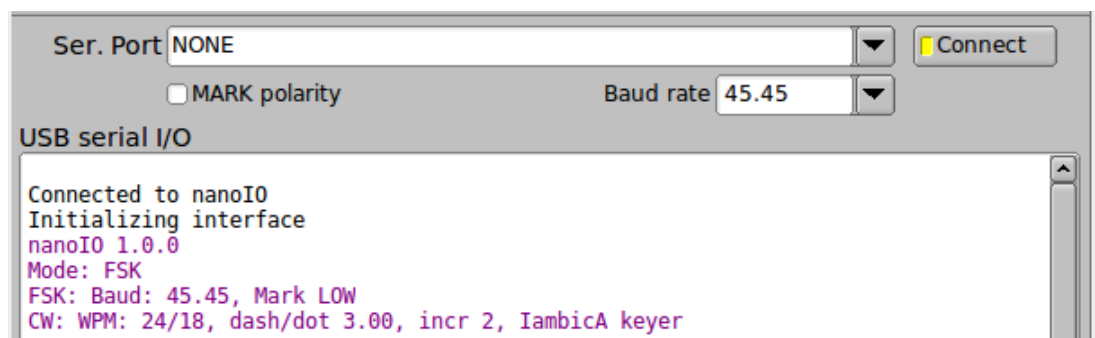 Ser. Port NONE Connect
MARK polarity Baud rate 45.45
USB serial I/O
Connected to nanoIO
Initializing interface
nanoIO 1.0.0
Mode: FSK
FSK: Baud: 45.45, Mark LOW
CW: WPM: 24/18, dash/dot 3.00, incr 2, IambicA keyer